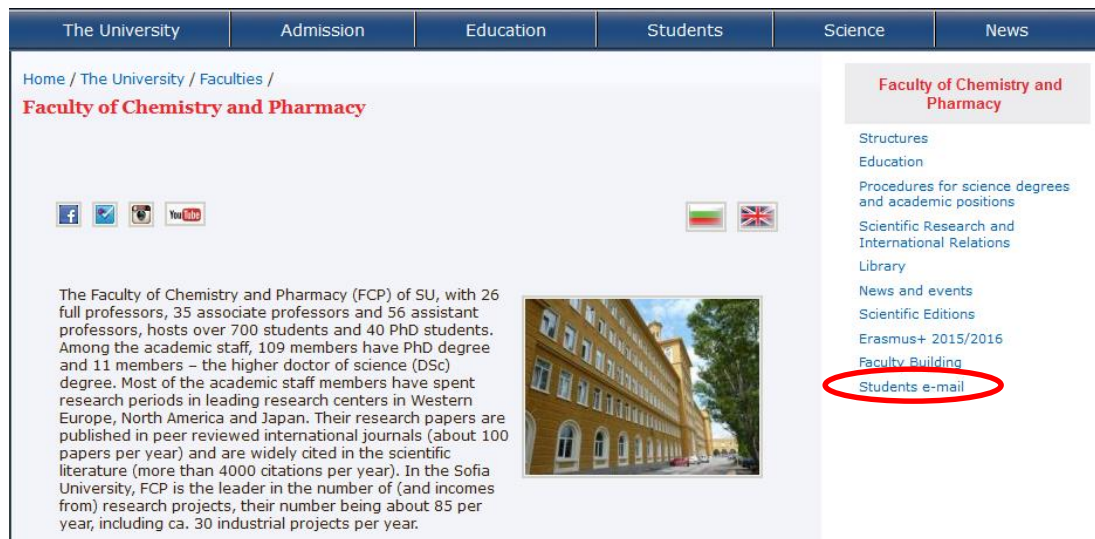 The University
Admission
Education
Students
Science
News
Home / The University / Faculties /
Faculty of Chemistry and Pharmacy
You Tube
The Faculty of Chemistry and Pharmacy (FCP) of SU, with 26
full professors, 35 associate professors and 56 assistant
professors, hosts over 700 students and 40 PhD students.
Among the academic staff, 109 members have PhD degree
and 11 members – the higher doctor of science (DSc)
degree. Most of the academic staff members have spent
research periods in leading research centers in Western
Europe, North America and Japan. Their research papers are
published in peer reviewed international journals (about 100
papers per year) and are widely cited in the scientific
literature (more than 4000 citations per year). In the Sofia
University, FCP is the leader in the number of (and incomes
from) research projects, their number being about 85 per
year, including ca. 30 industrial projects per year.
Faculty of Chemistry and
Pharmacy
Structures
Education
Procedures for science degrees
and academic positions
Scientific Research and
International Relations
Library
News and events
Scientific Editions
Erasmus+ 2015/2016
Faculty Building
Students e-mail